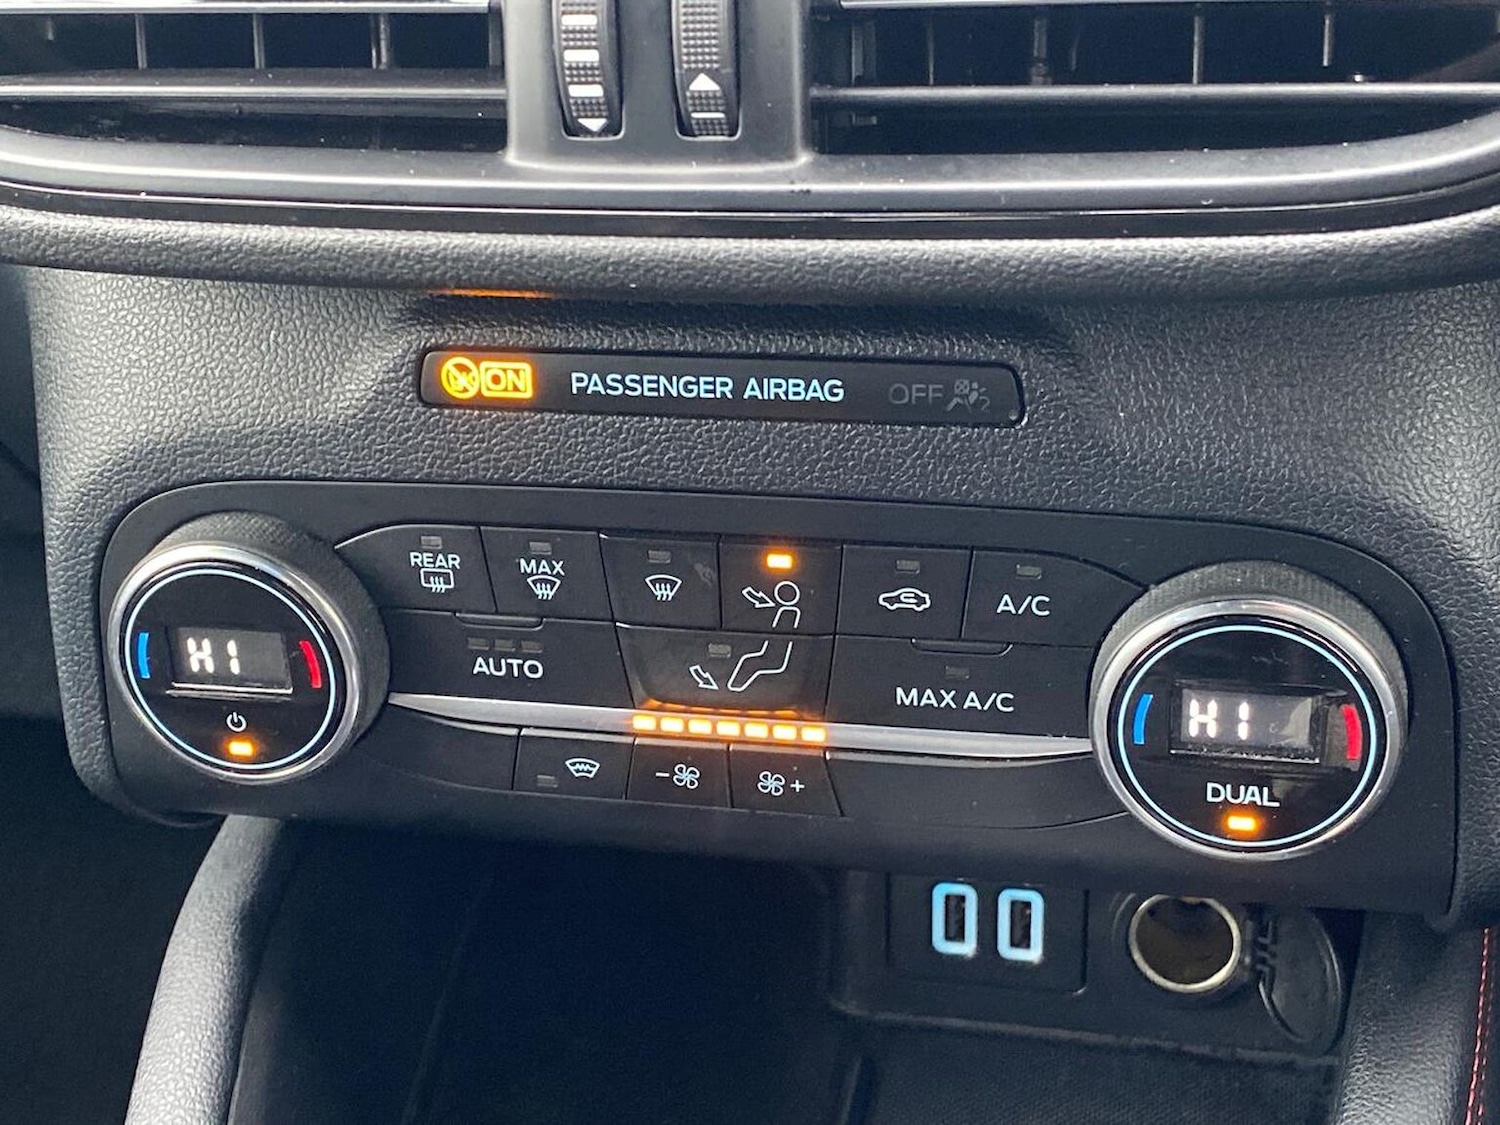 ON PASSENGER AIRBAG OFF
REAR
MAX
A/C
AUTO
MAX A/C
HI
HI
DUAL